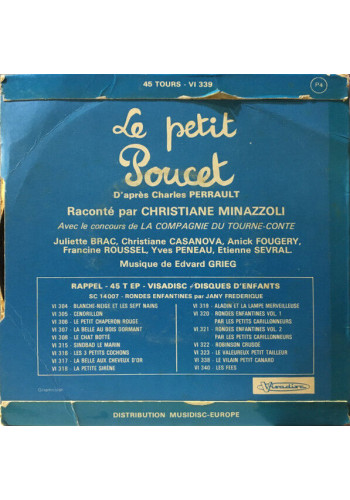 45 TOURS - VI 339
Le petit
Poucet
D'après Charles PERRAULT
Raconté par CHRISTIANE MINAZZOLI
Avec le concours de LA COMPAGNIE DU TOURNE-CONTE
Juliette BRAC, Christiane CASANOVA, Anick FOUGERY,
Francine ROUSSEL, Yves PENEAU, Etienne SEVRAL.
Musique de Edvard GRIEG
RAPPEL - 45 T EP - VISADISC - DISQUES D'ENFANTS
SC 14007 - RONDES ENFANTINES par JANY FREDERIQUE
VI 304 BLANCHE-NEIGE ET LES SEPT NAINS
VI 305 CENDRILLON
VI 306 LE PETIT CHAPERON ROUGE
VI 307 LA BELLE AU BOIS DORMANT
VI 308 LE CHAT BOTTE
VI 315 SINDBAD LE MARIN
VI 316 LES 3 PETITS COCHONS
VI 317 LA BELLE AUX CHEVEUX D'OR
VI 318 LA PETITE SIRÈNE
VI 319 ALADIN ET LA LAMPE MERVEILLEUSE
VI 320 RONDES ENFANTINES VOL. 1
PAR LES PETITS CARILLONNEURS
VI 321 RONDES ENFANTINES VOL. 2
PAR LES PETITS CARILLONNEURS
VI 322 ROBINSON CRUSOÉ
VI 323 LE VALEUREUX PETIT TAILLEUR
VI 338 LE VILAIN PETIT CANARD
VI 340 LES FEES
Visadisc
DISTRIBUTION MUSIDISC-EUROPE